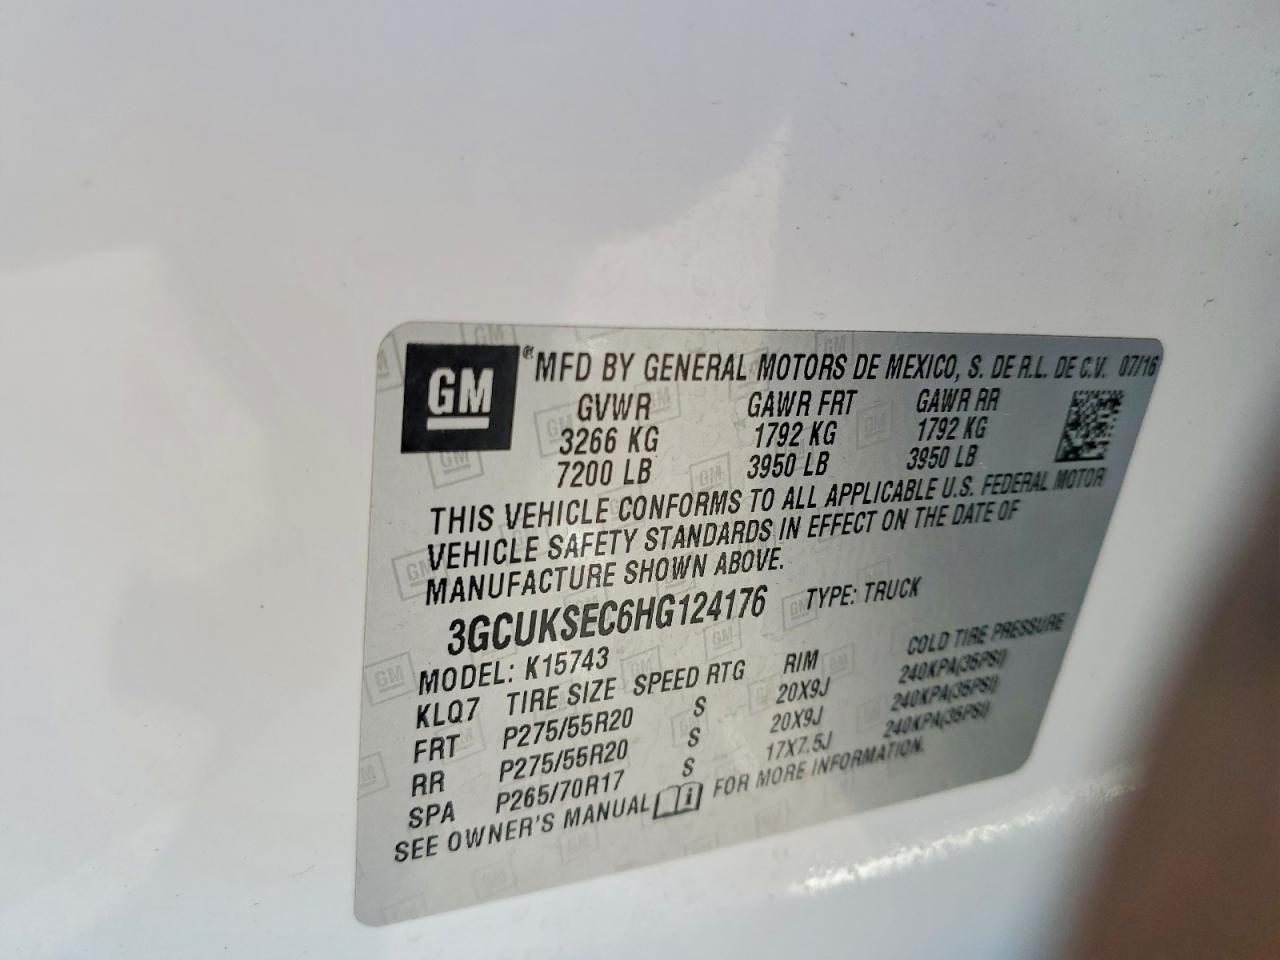 GM ® MFD BY GENERAL MOTORS DE MEXICO, S. DE R.L. DE C.V. 07/16
GVWR GAWR FRT GAWR RR
3266 KG 1792 KG 1792 KG
7200 LB 3950 LB 3950 LB
THIS VEHICLE CONFORMS TO ALL APPLICABLE U.S. FEDERAL MOTOR
VEHICLE SAFETY STANDARDS IN EFFECT ON THE DATE OF
MANUFACTURE SHOWN ABOVE.
3GCUKSEC6HG124176 TYPE: TRUCK
MODEL: K15743
KLQ7 TIRE SIZE SPEED RTG RIM COLD TIRE PRESSURE
FRT P275/55R20 S 20X9J 240KPA(35PSI)
RR P275/55R20 S 20X9J 240KPA(35PSI)
SPA P265/70R17 S 17X7.5J 240KPA(35PSI)
SEE OWNER'S MANUAL FOR MORE INFORMATION.